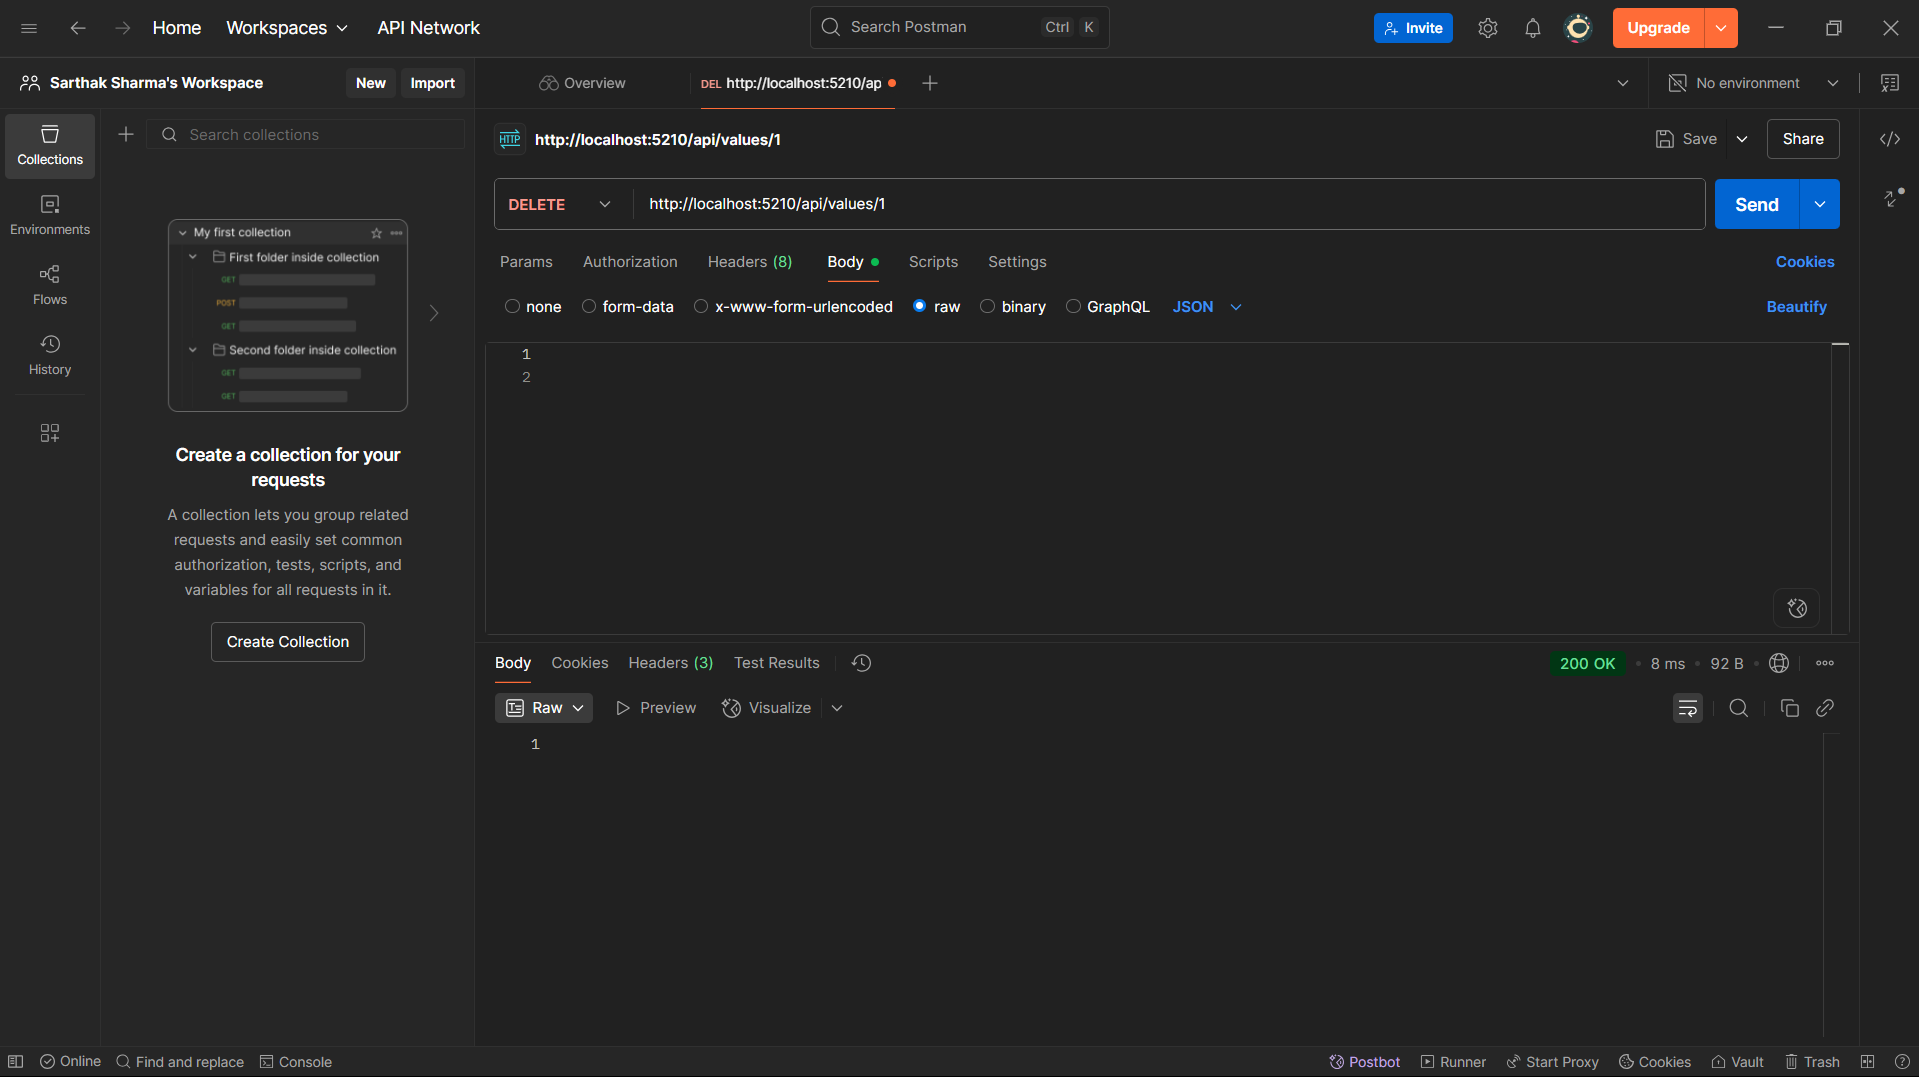 Home Workspaces API Network Search Postman Ctrl K Invite Upgrade
Sarthak Sharma's Workspace New Import Overview DEL http://localhost:5210/ap No environment
Collections
Environments
Flows
History
Search collections
My first collection
First folder inside collection
GET
POST
GET
Second folder inside collection
GET
GET
Create a collection for your
requests
A collection lets you group related
requests and easily set common
authorization, tests, scripts, and
variables for all requests in it.
Create Collection
HTTP http://localhost:5210/api/values/1 Save Share
DELETE http://localhost:5210/api/values/1 Send
Params Authorization Headers (8) Body Scripts Settings Cookies
none form-data x-www-form-urlencoded raw binary GraphQL JSON Beautify
1
2
Body Cookies Headers (3) Test Results 200 OK 8 ms 92 B
Raw Preview Visualize
1
Online Find and replace Console Postbot Runner Start Proxy Cookies Vault Trash